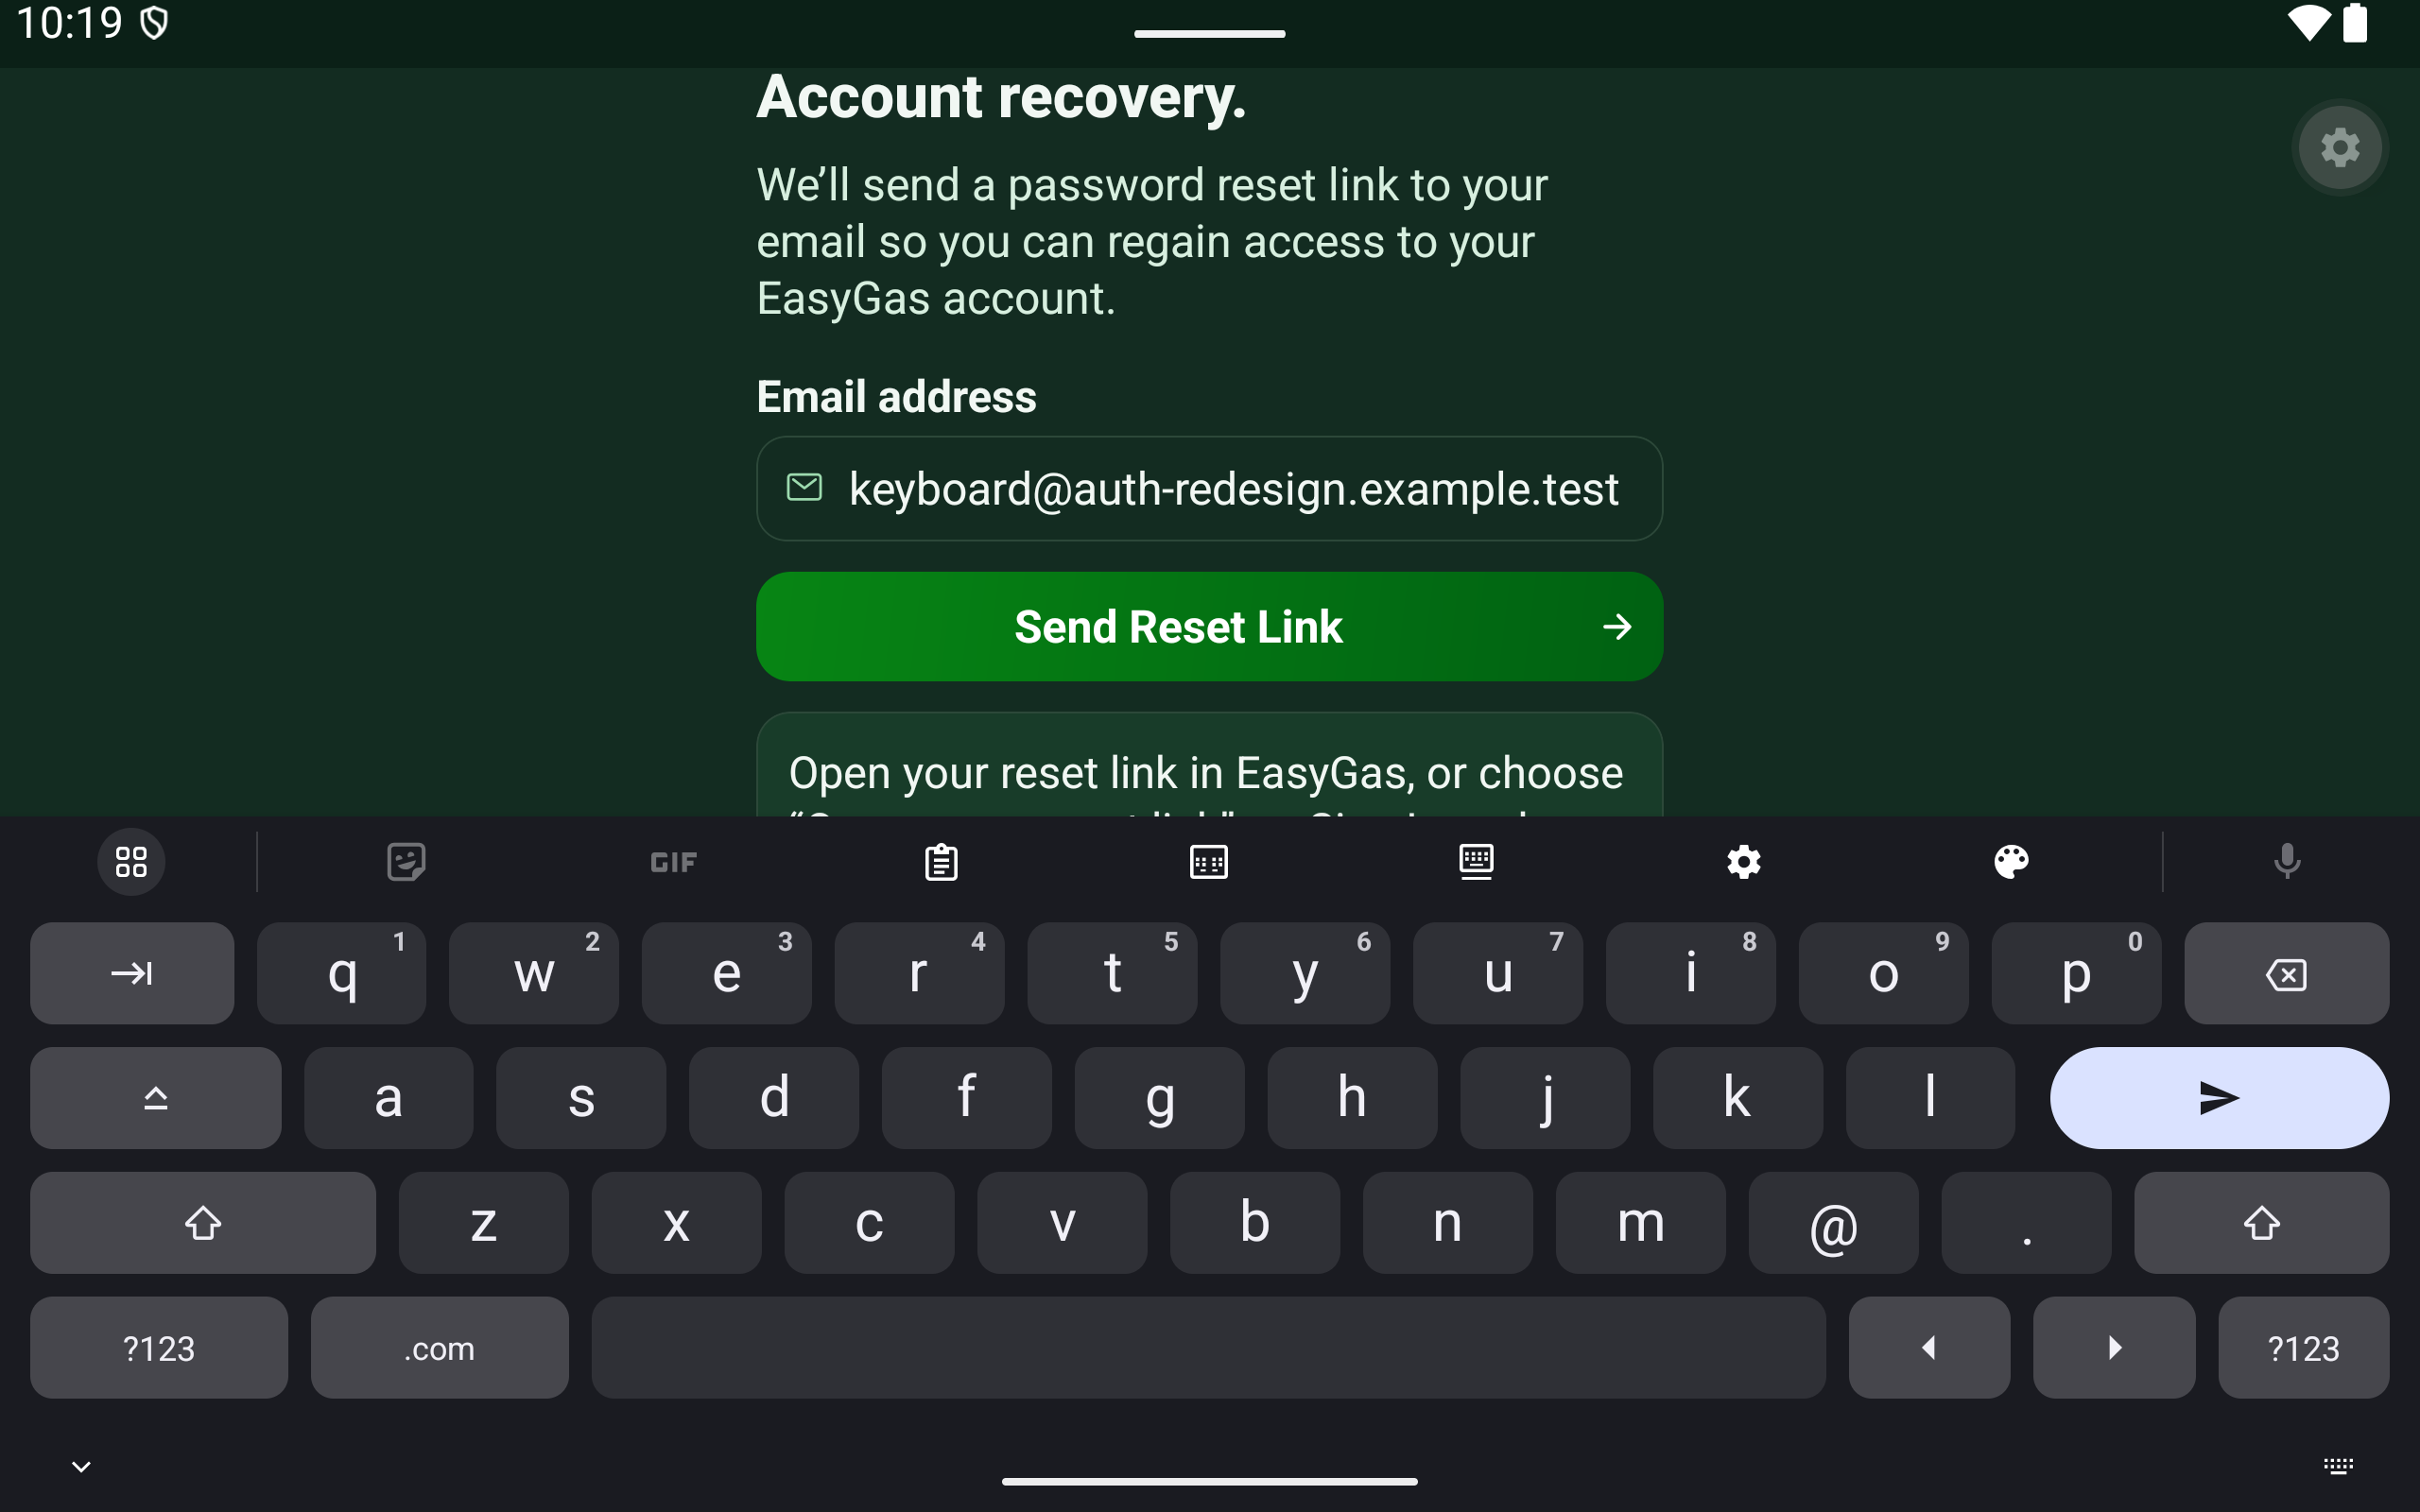 10:19
Account recovery.
We’ll send a password reset link to your
email so you can regain access to your
EasyGas account.
Email address
keyboard@auth-redesign.example.test
Send Reset Link
Open your reset link in EasyGas, or choose
GIF
1 2 3 4 5 6 7 8 9 0
q w e r t y u i o p
a s d f g h j k l
z x c v b n m @ .
?123 .com ?123